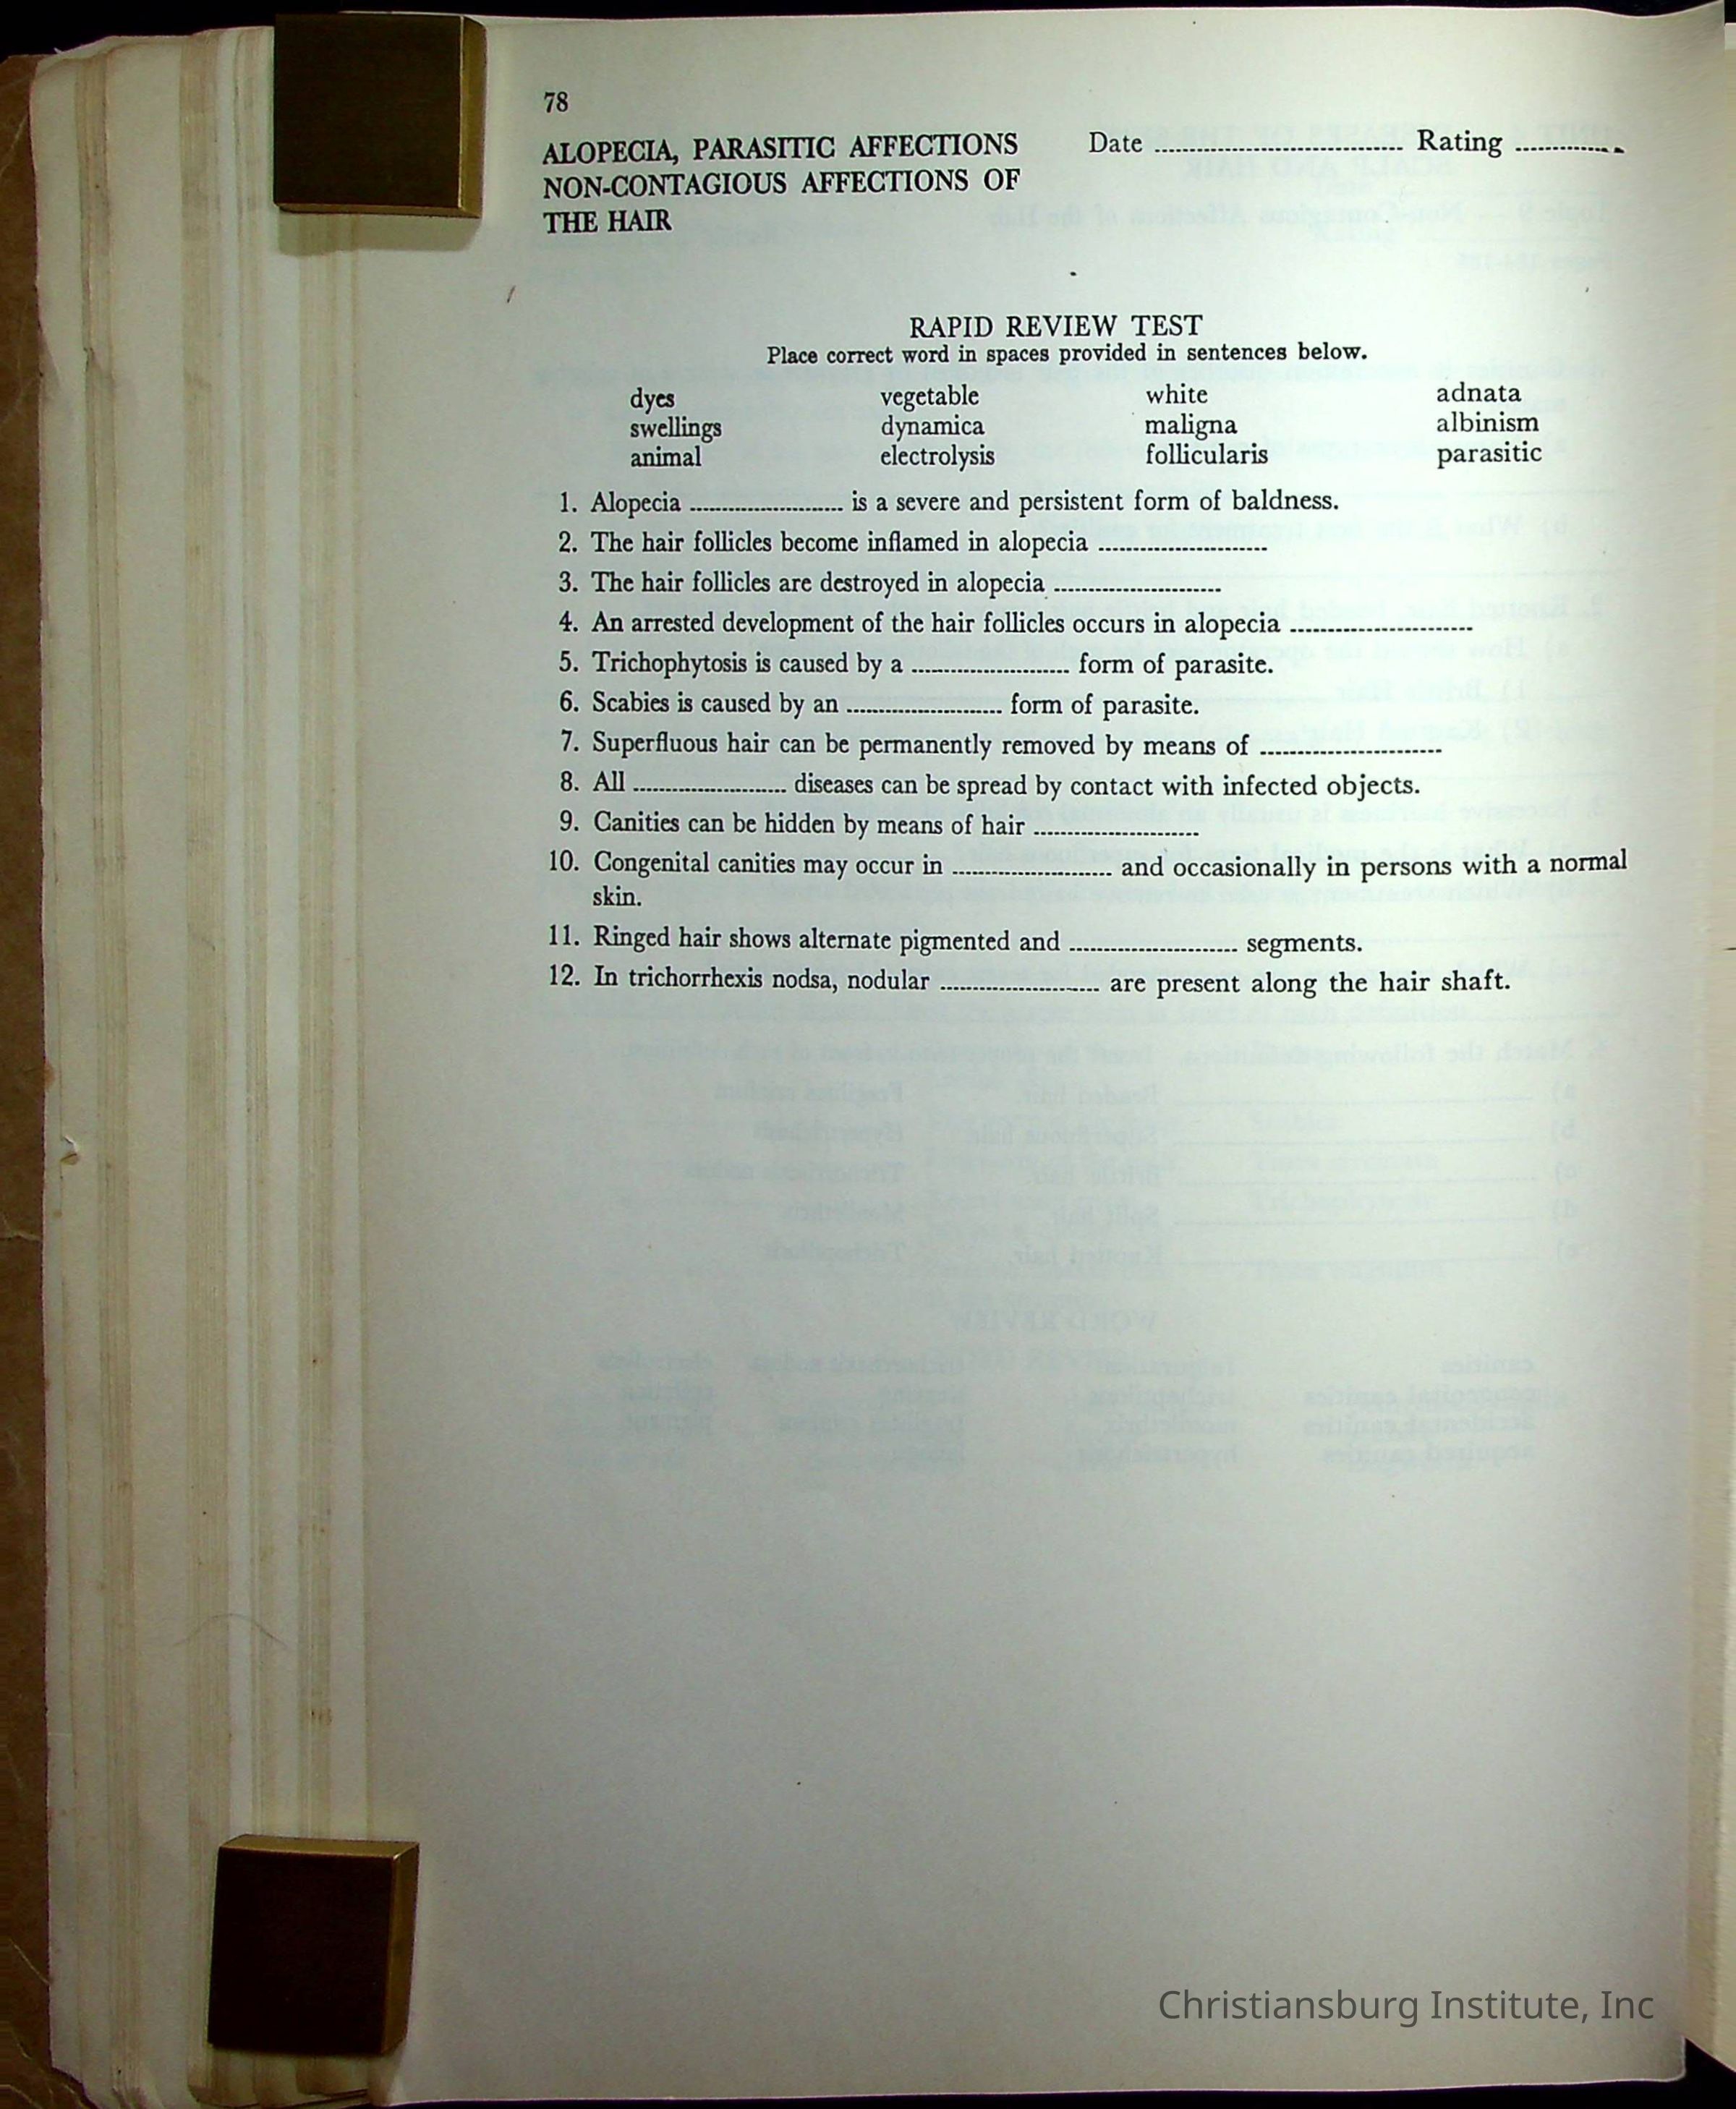 78
ALOPECIA, PARASITIC AFFECTIONS
NON-CONTAGIOUS AFFECTIONS OF
THE HAIR
Date ................................ Rating ..............
RAPID REVIEW TEST
Place correct word in spaces provided in sentences below.
dyes vegetable white adnata
swellings dynamica maligna albinism
animal electrolysis follicularis parasitic
1. Alopecia ........................ is a severe and persistent form of baldness.
2. The hair follicles become inflamed in alopecia ..........................
3. The hair follicles are destroyed in alopecia ..........................
4. An arrested development of the hair follicles occurs in alopecia ............................
5. Trichophytosis is caused by a ........................ form of parasite.
6. Scabies is caused by an ........................ form of parasite.
7. Superfluous hair can be permanently removed by means of ............................
8. All ........................ diseases can be spread by contact with infected objects.
9. Canities can be hidden by means of hair ..........................
10. Congenital canities may occur in ........................ and occasionally in persons with a normal
skin.
11. Ringed hair shows alternate pigmented and .......................... segments.
12. In trichorrhexis nodsa, nodular ........................ are present along the hair shaft.
Christiansburg Institute, Inc